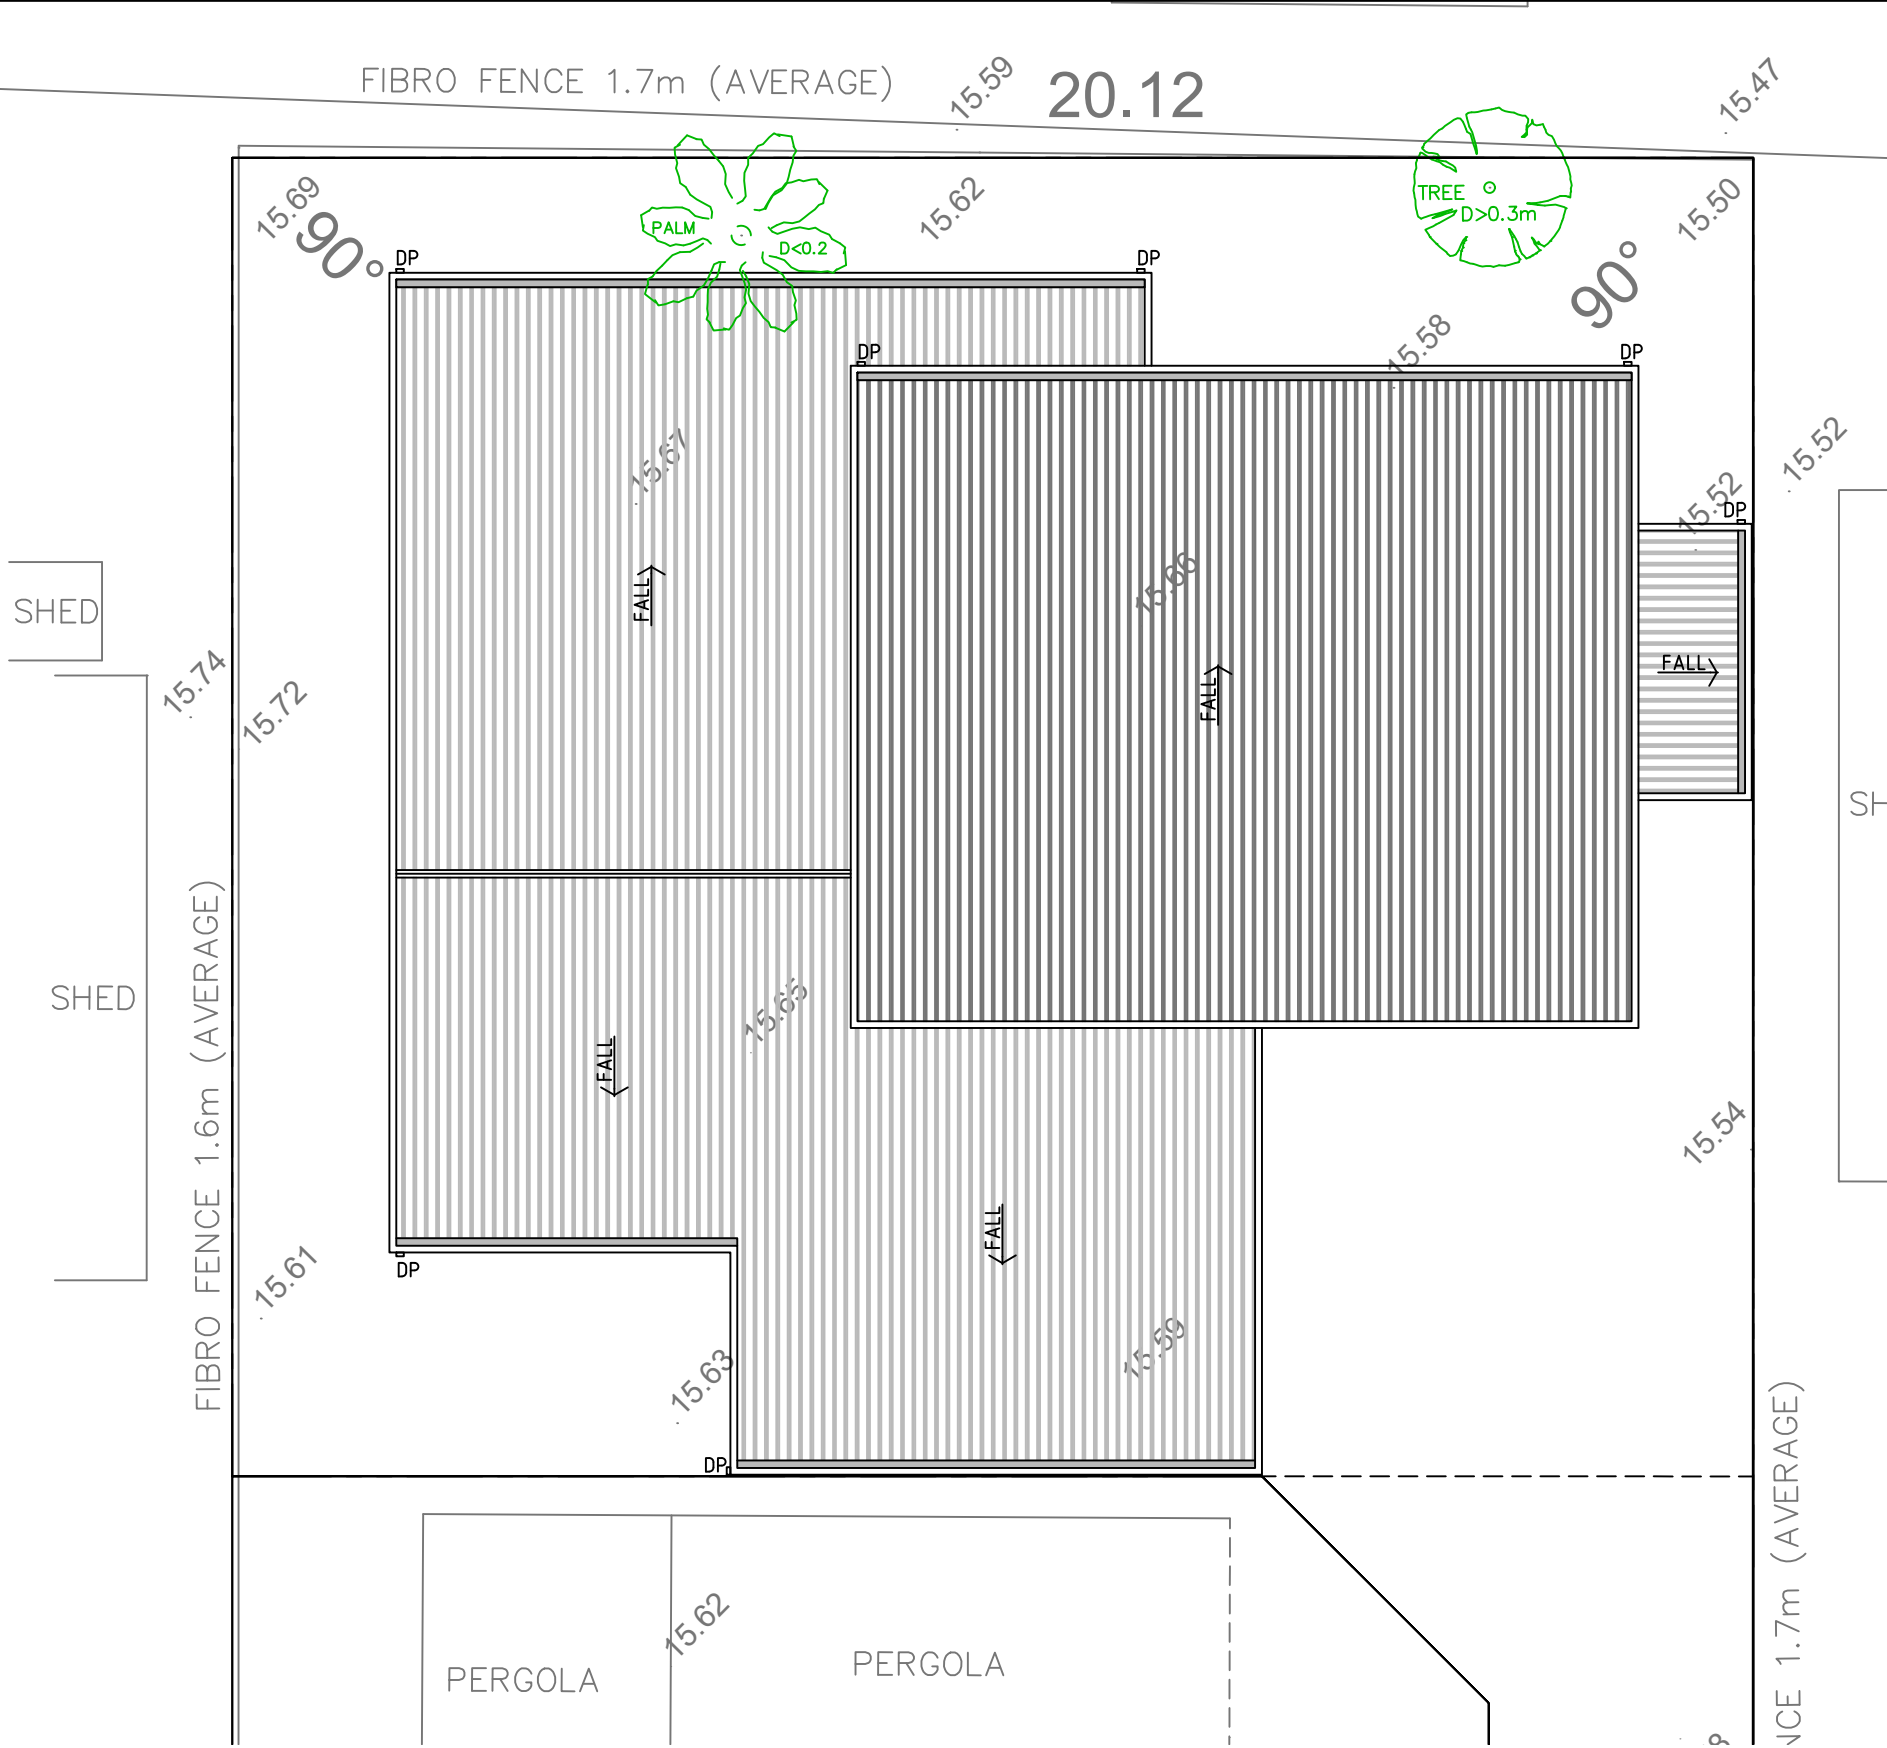 FIBRO FENCE 1.7m (AVERAGE)
15.59
20.12
15.47
15.69
90°
PALM
D<0.2
15.62
TREE
D>0.3m
15.50
90°
DP
DP
DP
DP
15.58
15.67
15.52
15.52
DP
15.66
SHED
FALL
FALL
FALL
15.74
15.72
SHED
15.65
FALL
FALL
FIBRO FENCE 1.6m (AVERAGE)
15.54
15.61
DP
15.59
15.63
DP
15.62
PERGOLA
PERGOLA
1.7m (AVERAGE)